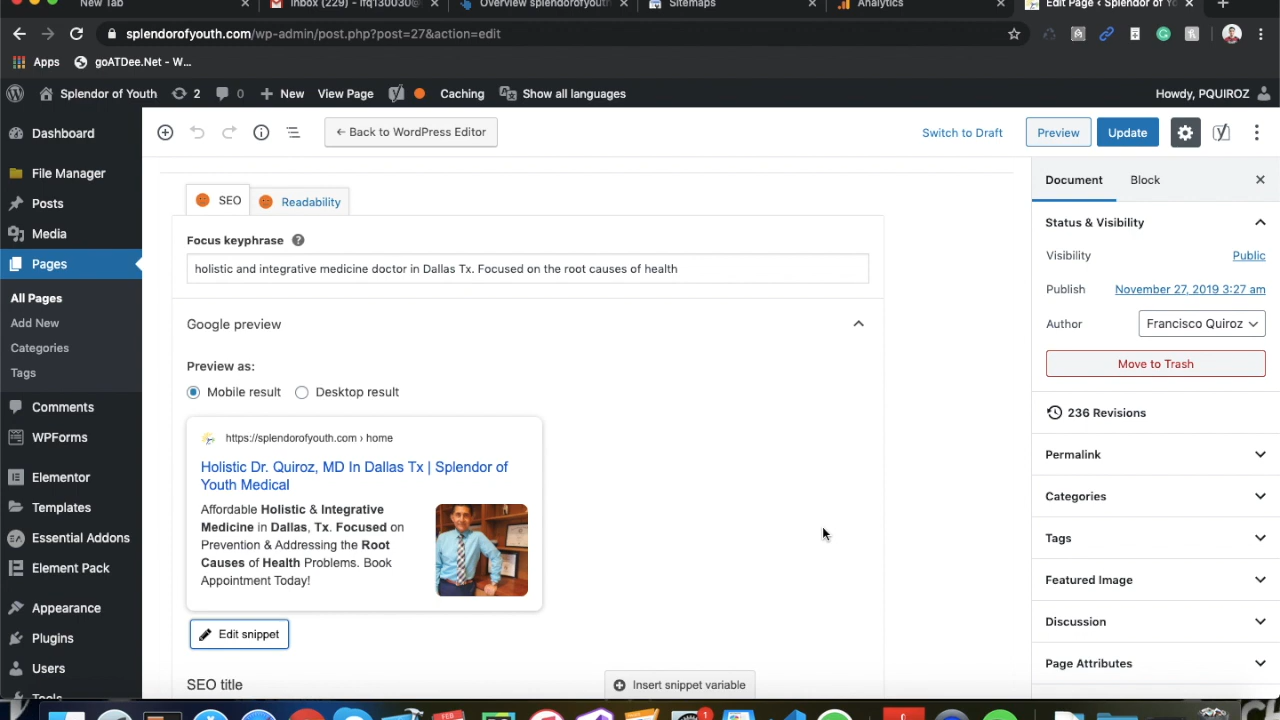 New Tab
Inbox (229) - lfq130030@
Overview splendorofyouth
Sitemaps
Analytics
Edit Page < Splendor of Yo
splendorofyouth.com/wp-admin/post.php?post=27&action=edit
Apps
goATDee.Net - W...
Splendor of Youth
2
0
New
View Page
Caching
Show all languages
Howdy, PQUIROZ
Dashboard
File Manager
Posts
Media
Pages
All Pages
Add New
Categories
Tags
Comments
WPForms
Elementor
Templates
Essential Addons
Element Pack
Appearance
Plugins
Users
Tools
← Back to WordPress Editor
Switch to Draft
Preview
Update
SEO
Readability
Focus keyphrase
holistic and integrative medicine doctor in Dallas Tx. Focused on the root causes of health
Google preview
Preview as:
Mobile result
Desktop result
https://splendorofyouth.com › home
Holistic Dr. Quiroz, MD In Dallas Tx | Splendor of
Youth Medical
Affordable Holistic & Integrative
Medicine in Dallas, Tx. Focused on
Prevention & Addressing the Root
Causes of Health Problems. Book
Appointment Today!
Edit snippet
SEO title
Insert snippet variable
Document
Block
Status & Visibility
Visibility
Public
Publish
November 27, 2019 3:27 am
Author
Francisco Quiroz
Move to Trash
236 Revisions
Permalink
Categories
Tags
Featured Image
Discussion
Page Attributes
FEB
1